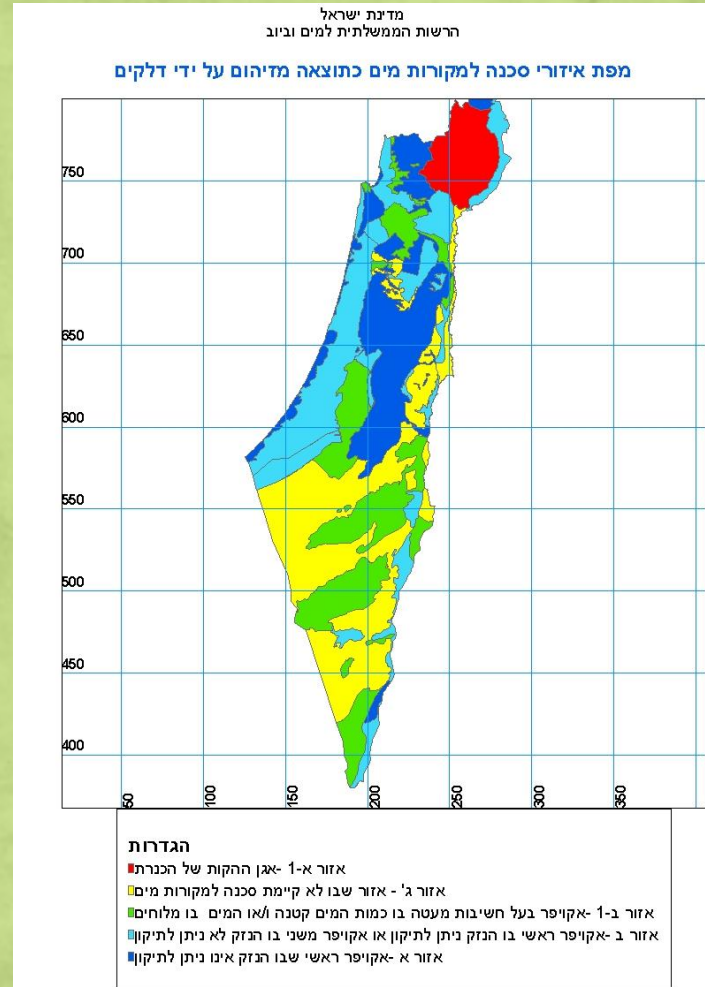 מדינת ישראל
הרשות הממשלתית למים וביוב
מפת איזורי סכנה למקורות מים כתוצאה מזיהום על ידי דלקים
750
700
650
600
550
500
450
400
50
100
150
200
250
300
350
הגדרות
אזור א-1 -אגן ההקות של הכנרת
אזור ג' - אזור שבו לא קיימת סכנה למקורות מים
אזור ב-1 -אקויפר בעל חשיבות מעטה בו כמות המים קטנה ו/או המים בו מלוחים
אזור ב -אקויפר ראשי בו הנזק ניתן לתיקון או אקויפר משני בו הנזק לא ניתן לתיקון
אזור א -אקויפר ראשי שבו הנזק אינו ניתן לתיקון